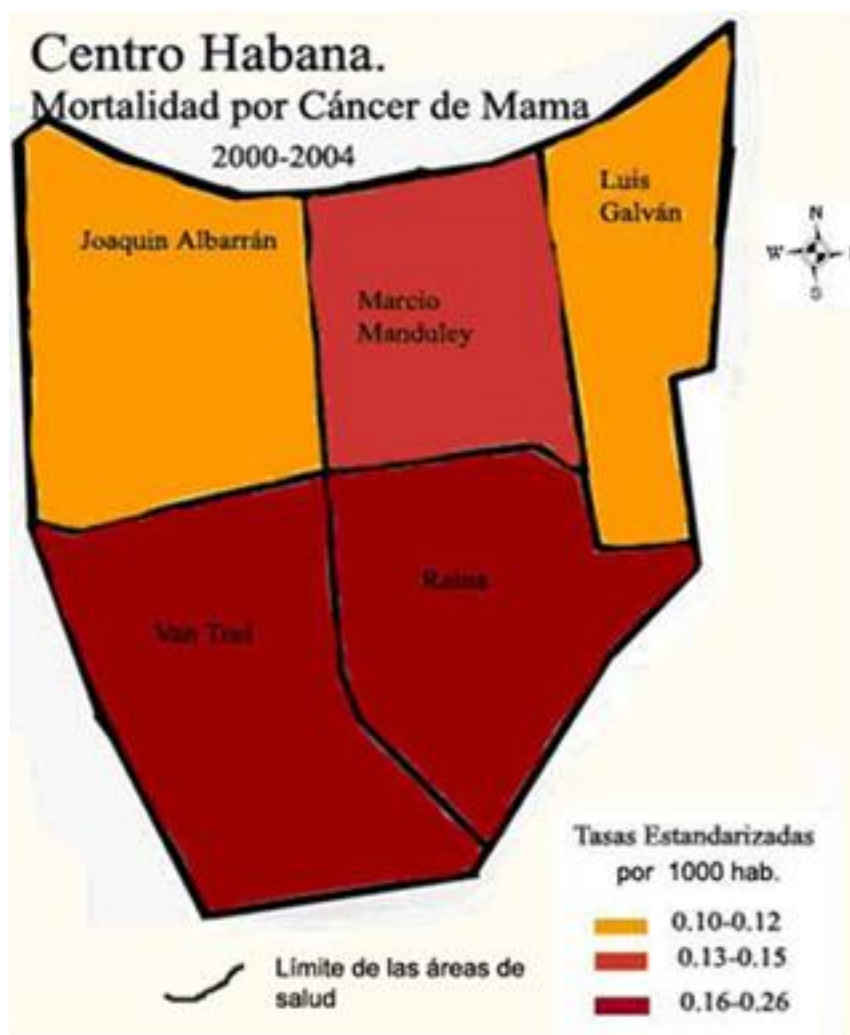 Centro Habana.
Mortalidad por Cáncer de Mama
2000-2004
Luis
Galván
Joaquin Albarrán
N
W
S
Marcio
Manduley
Van Troi
Tasas Estandarizadas
por 1000 hab.
0.10-0.12
0.13-0.15
0.16-0.26
Límite de las áreas de
salud